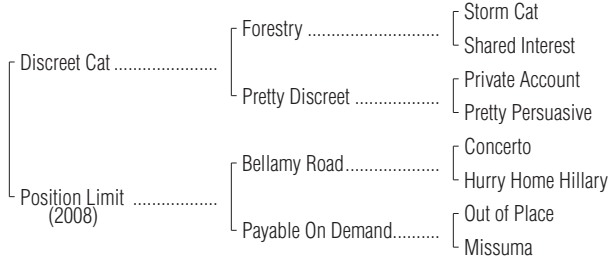 Storm Cat
Forestry ........................
Shared Interest
Discreet Cat .....................
Private Account
Pretty Discreet .................
Pretty Persuasive
Concerto
Bellamy Road...................
Hurry Home Hillary
Position Limit .................
(2008)
Out of Place
Payable On Demand..........
Missuma